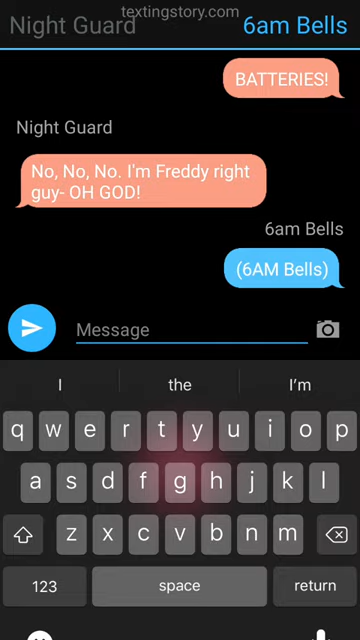 textingstory.com
Night Guard
6am Bells
BATTERIES!
Night Guard
No, No, No. I'm Freddy right
guy- OH GOD!
6am Bells
(6AM Bells)
Message
I the I'm
q w e r t y u i o p
a s d f g h j k l
z x c v b n m
123 space return